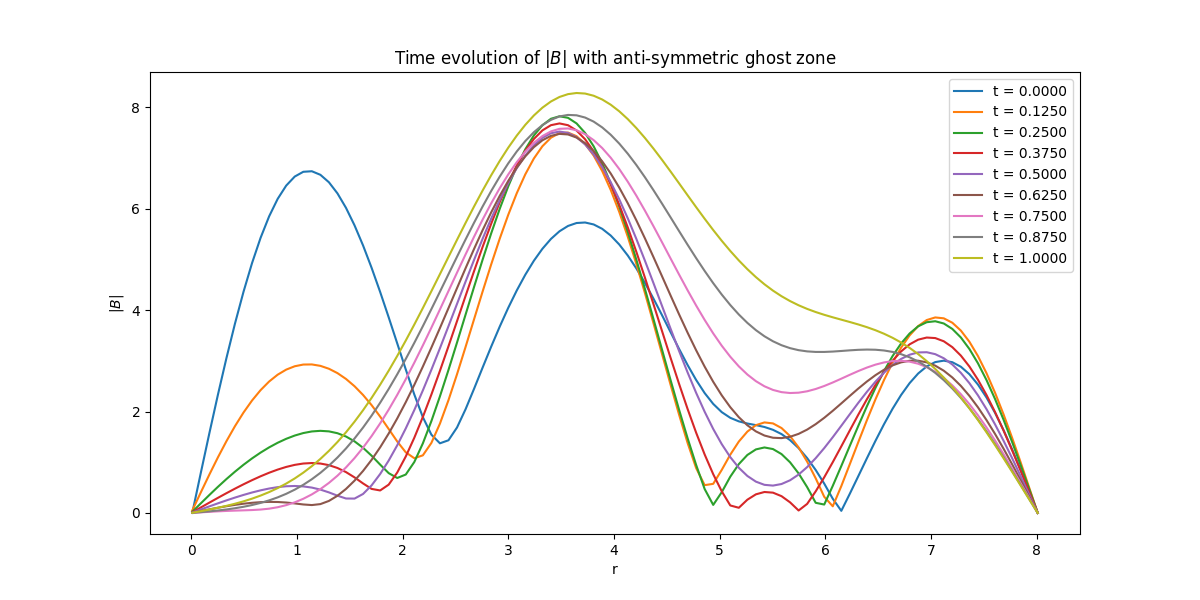 Time evolution of |B| with anti-symmetric ghost zone
t = 0.0000
t = 0.1250
t = 0.2500
t = 0.3750
t = 0.5000
t = 0.6250
t = 0.7500
t = 0.8750
t = 1.0000
8
6
4
2
0
|B|
0 1 2 3 4 5 6 7 8
r